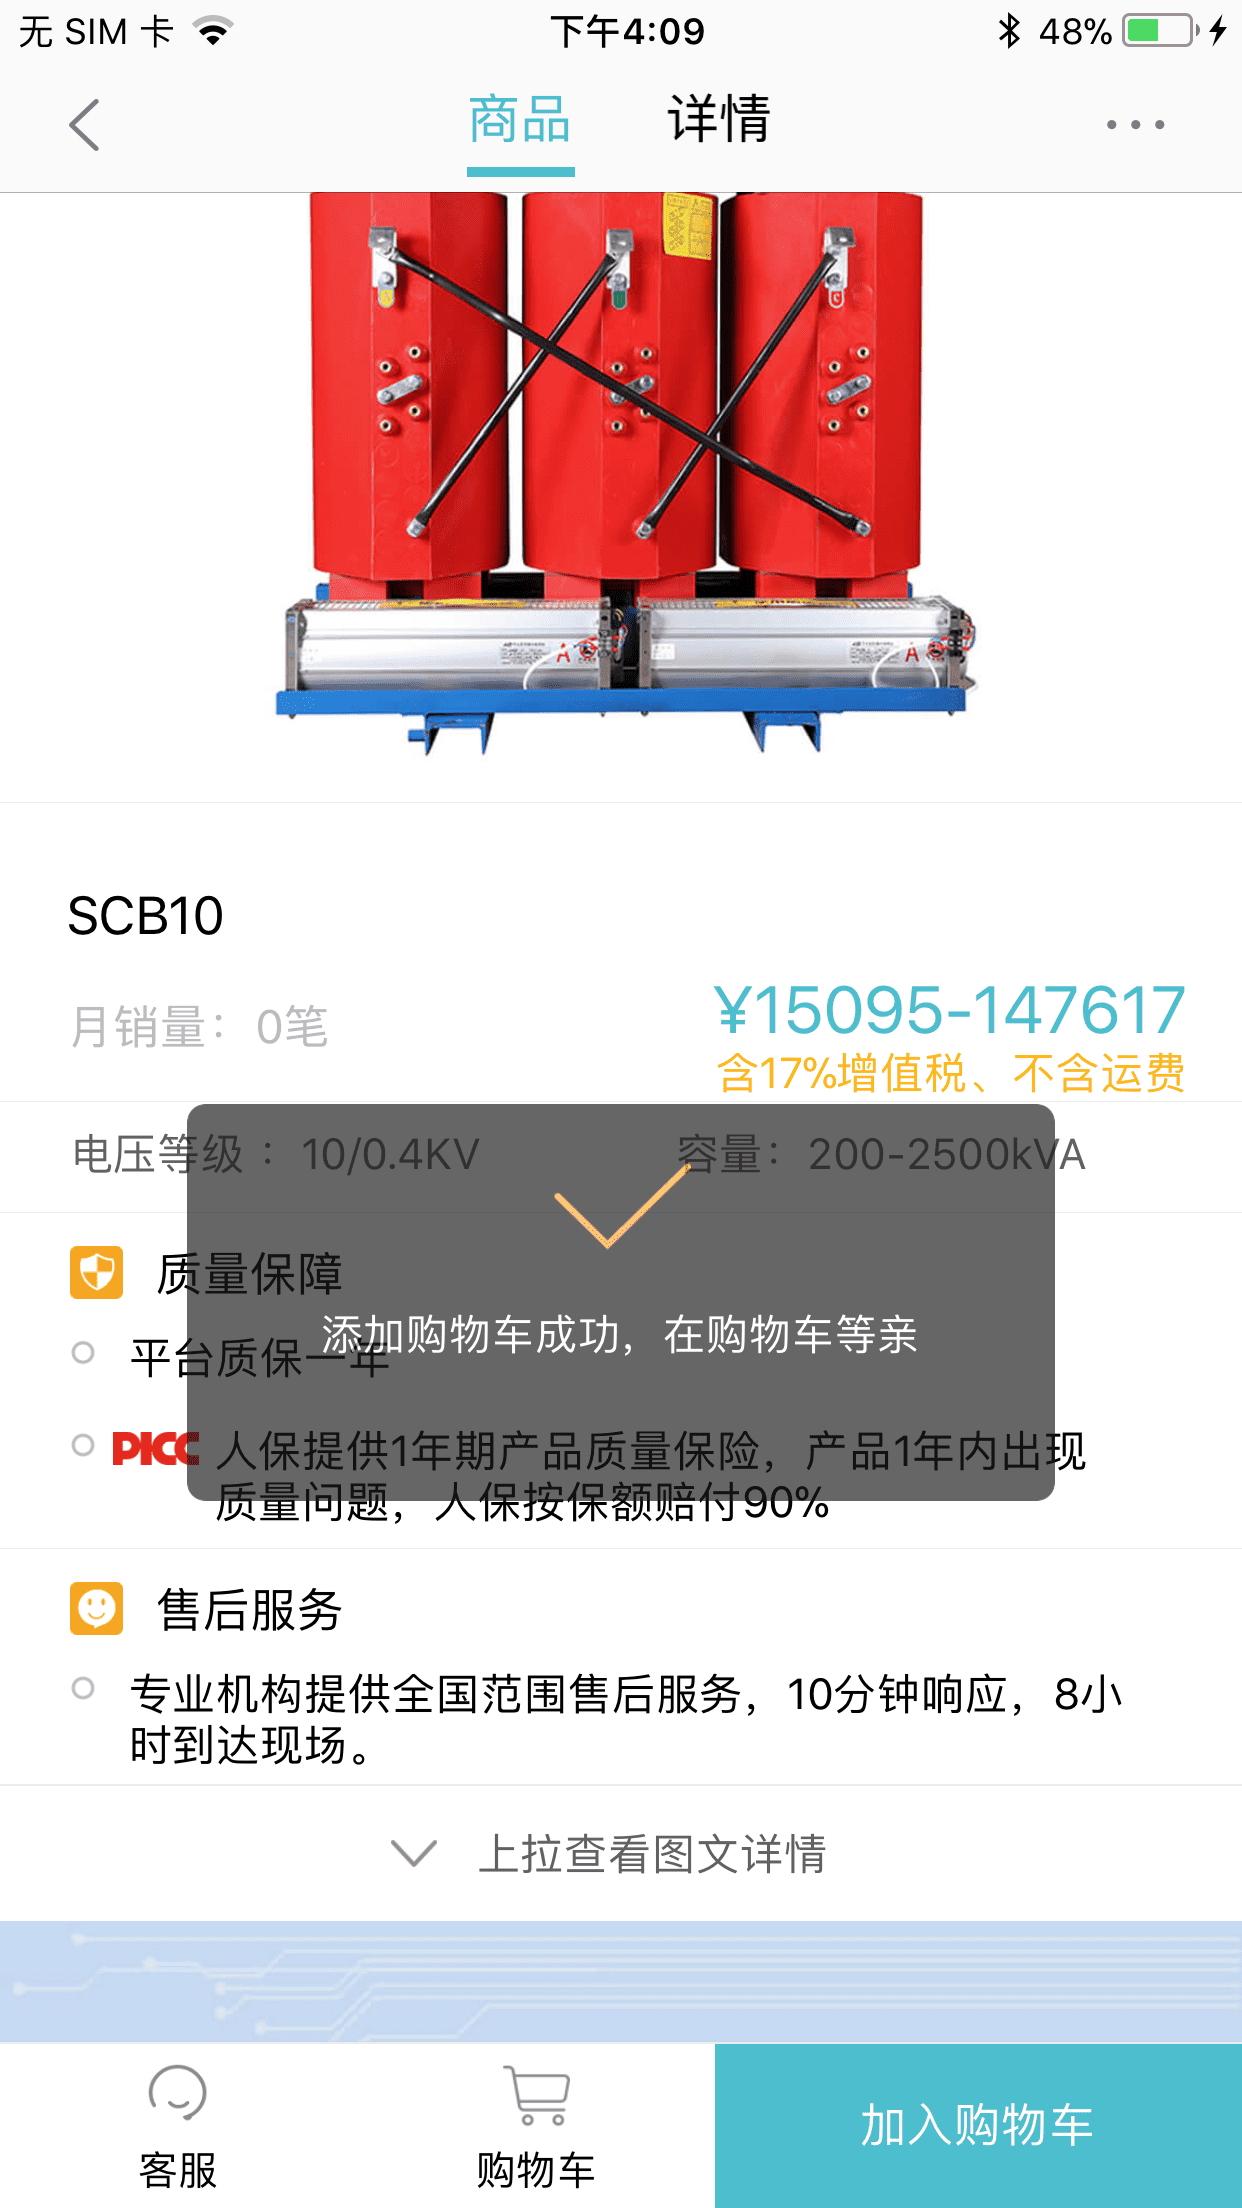 无 SIM 卡
下午4:09
48%
商品
详情
SCB10
月销量：0笔
¥15095-147617
含17%增值税、不含运费
电压等级 ：10/0.4KV
容量：200-2500kVA
质量保障
添加购物车成功，在购物车等亲
平台质保一年
PICC 人保提供1年期产品质量保险，产品1年内出现
质量问题，人保按保额赔付90%
售后服务
专业机构提供全国范围售后服务，10分钟响应，8小
时到达现场。
上拉查看图文详情
客服
购物车
加入购物车